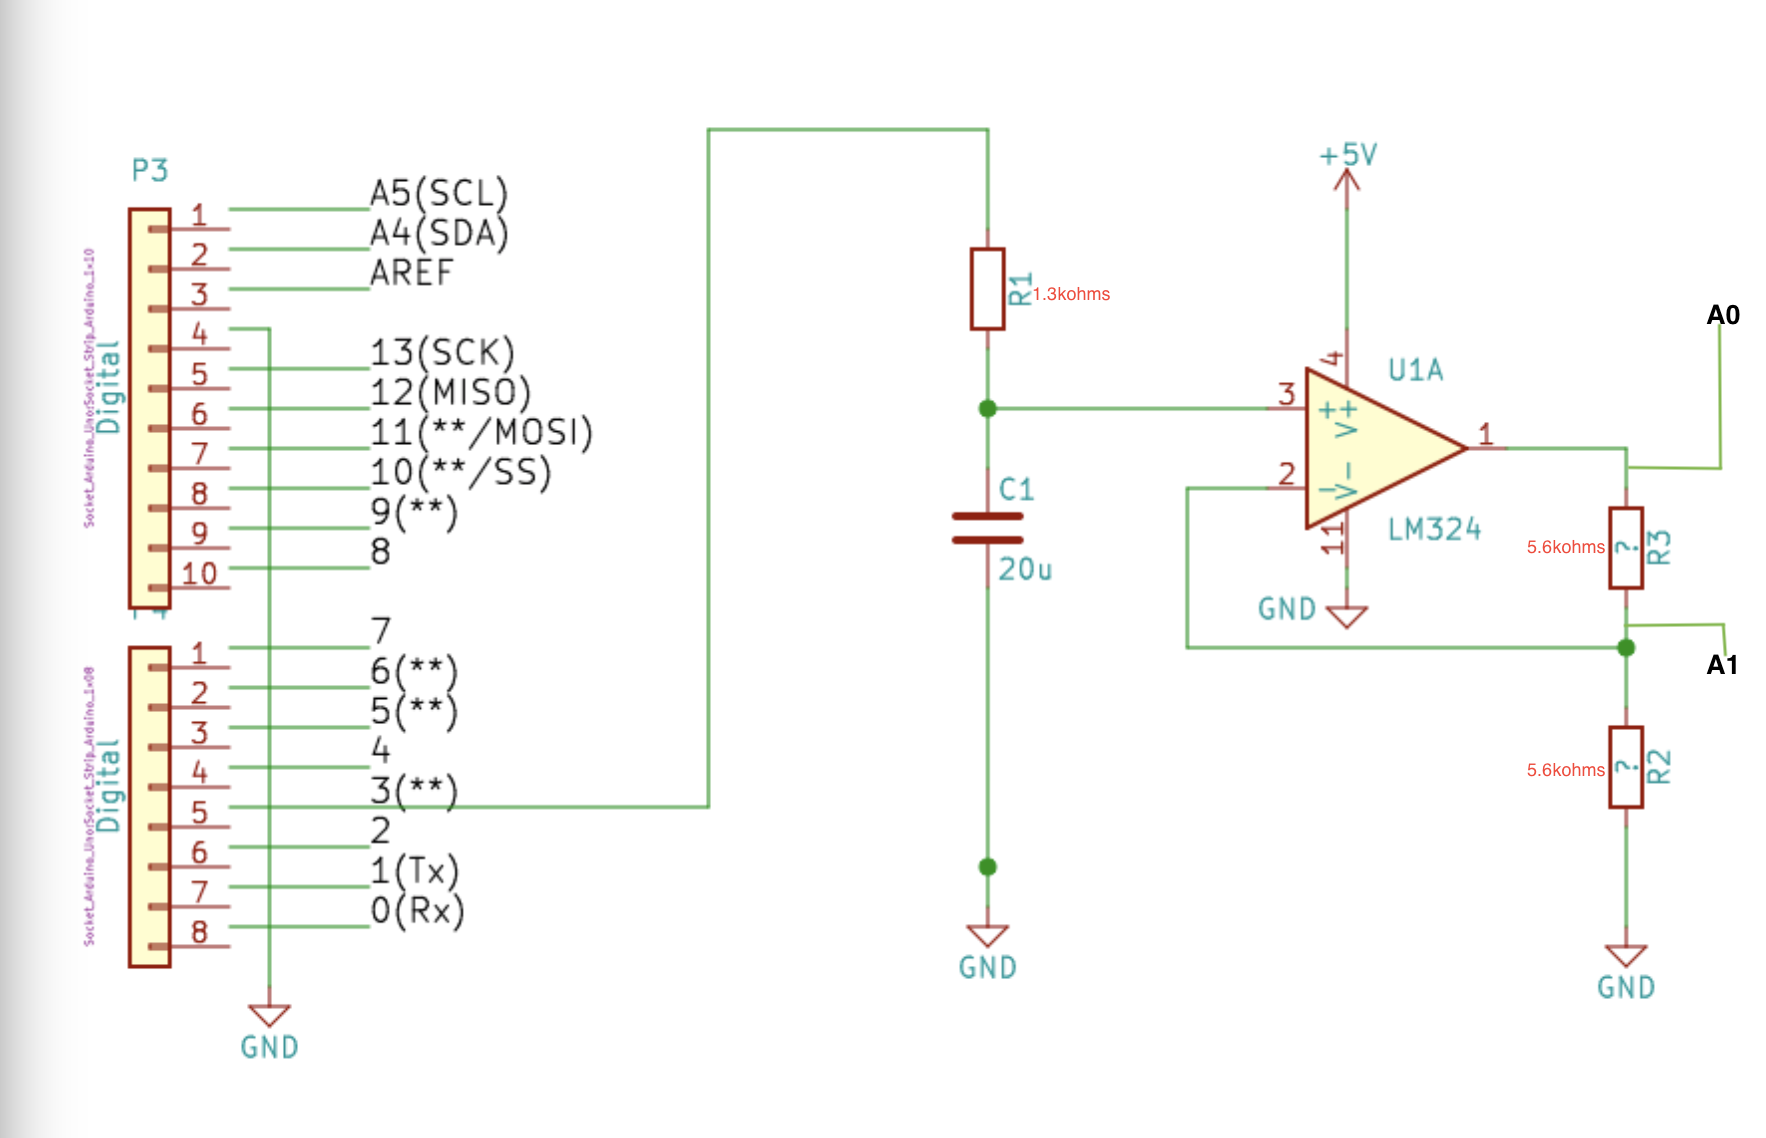 P3
1
2
3
4
5
6
7
8
9
10
A5(SCL)
A4(SDA)
AREF
13(SCK)
12(MISO)
11(**/MOSI)
10(**/SS)
9(**)
8
Digital
Socket_Arduino_Uno:Socket_Strip_Arduino_1x10
1
2
3
4
5
6
7
8
7
6(**)
5(**)
4
3(**)
2
1(Tx)
0(Rx)
Digital
Socket_Arduino_Uno:Socket_Strip_Arduino_1x08
GND
R1
1.3kohms
C1
20u
GND
+5V
4
U1A
3
++
V
1
2
V-
11
LM324
GND
A0
5.6kohms
?
R3
A1
5.6kohms
?
R2
GND